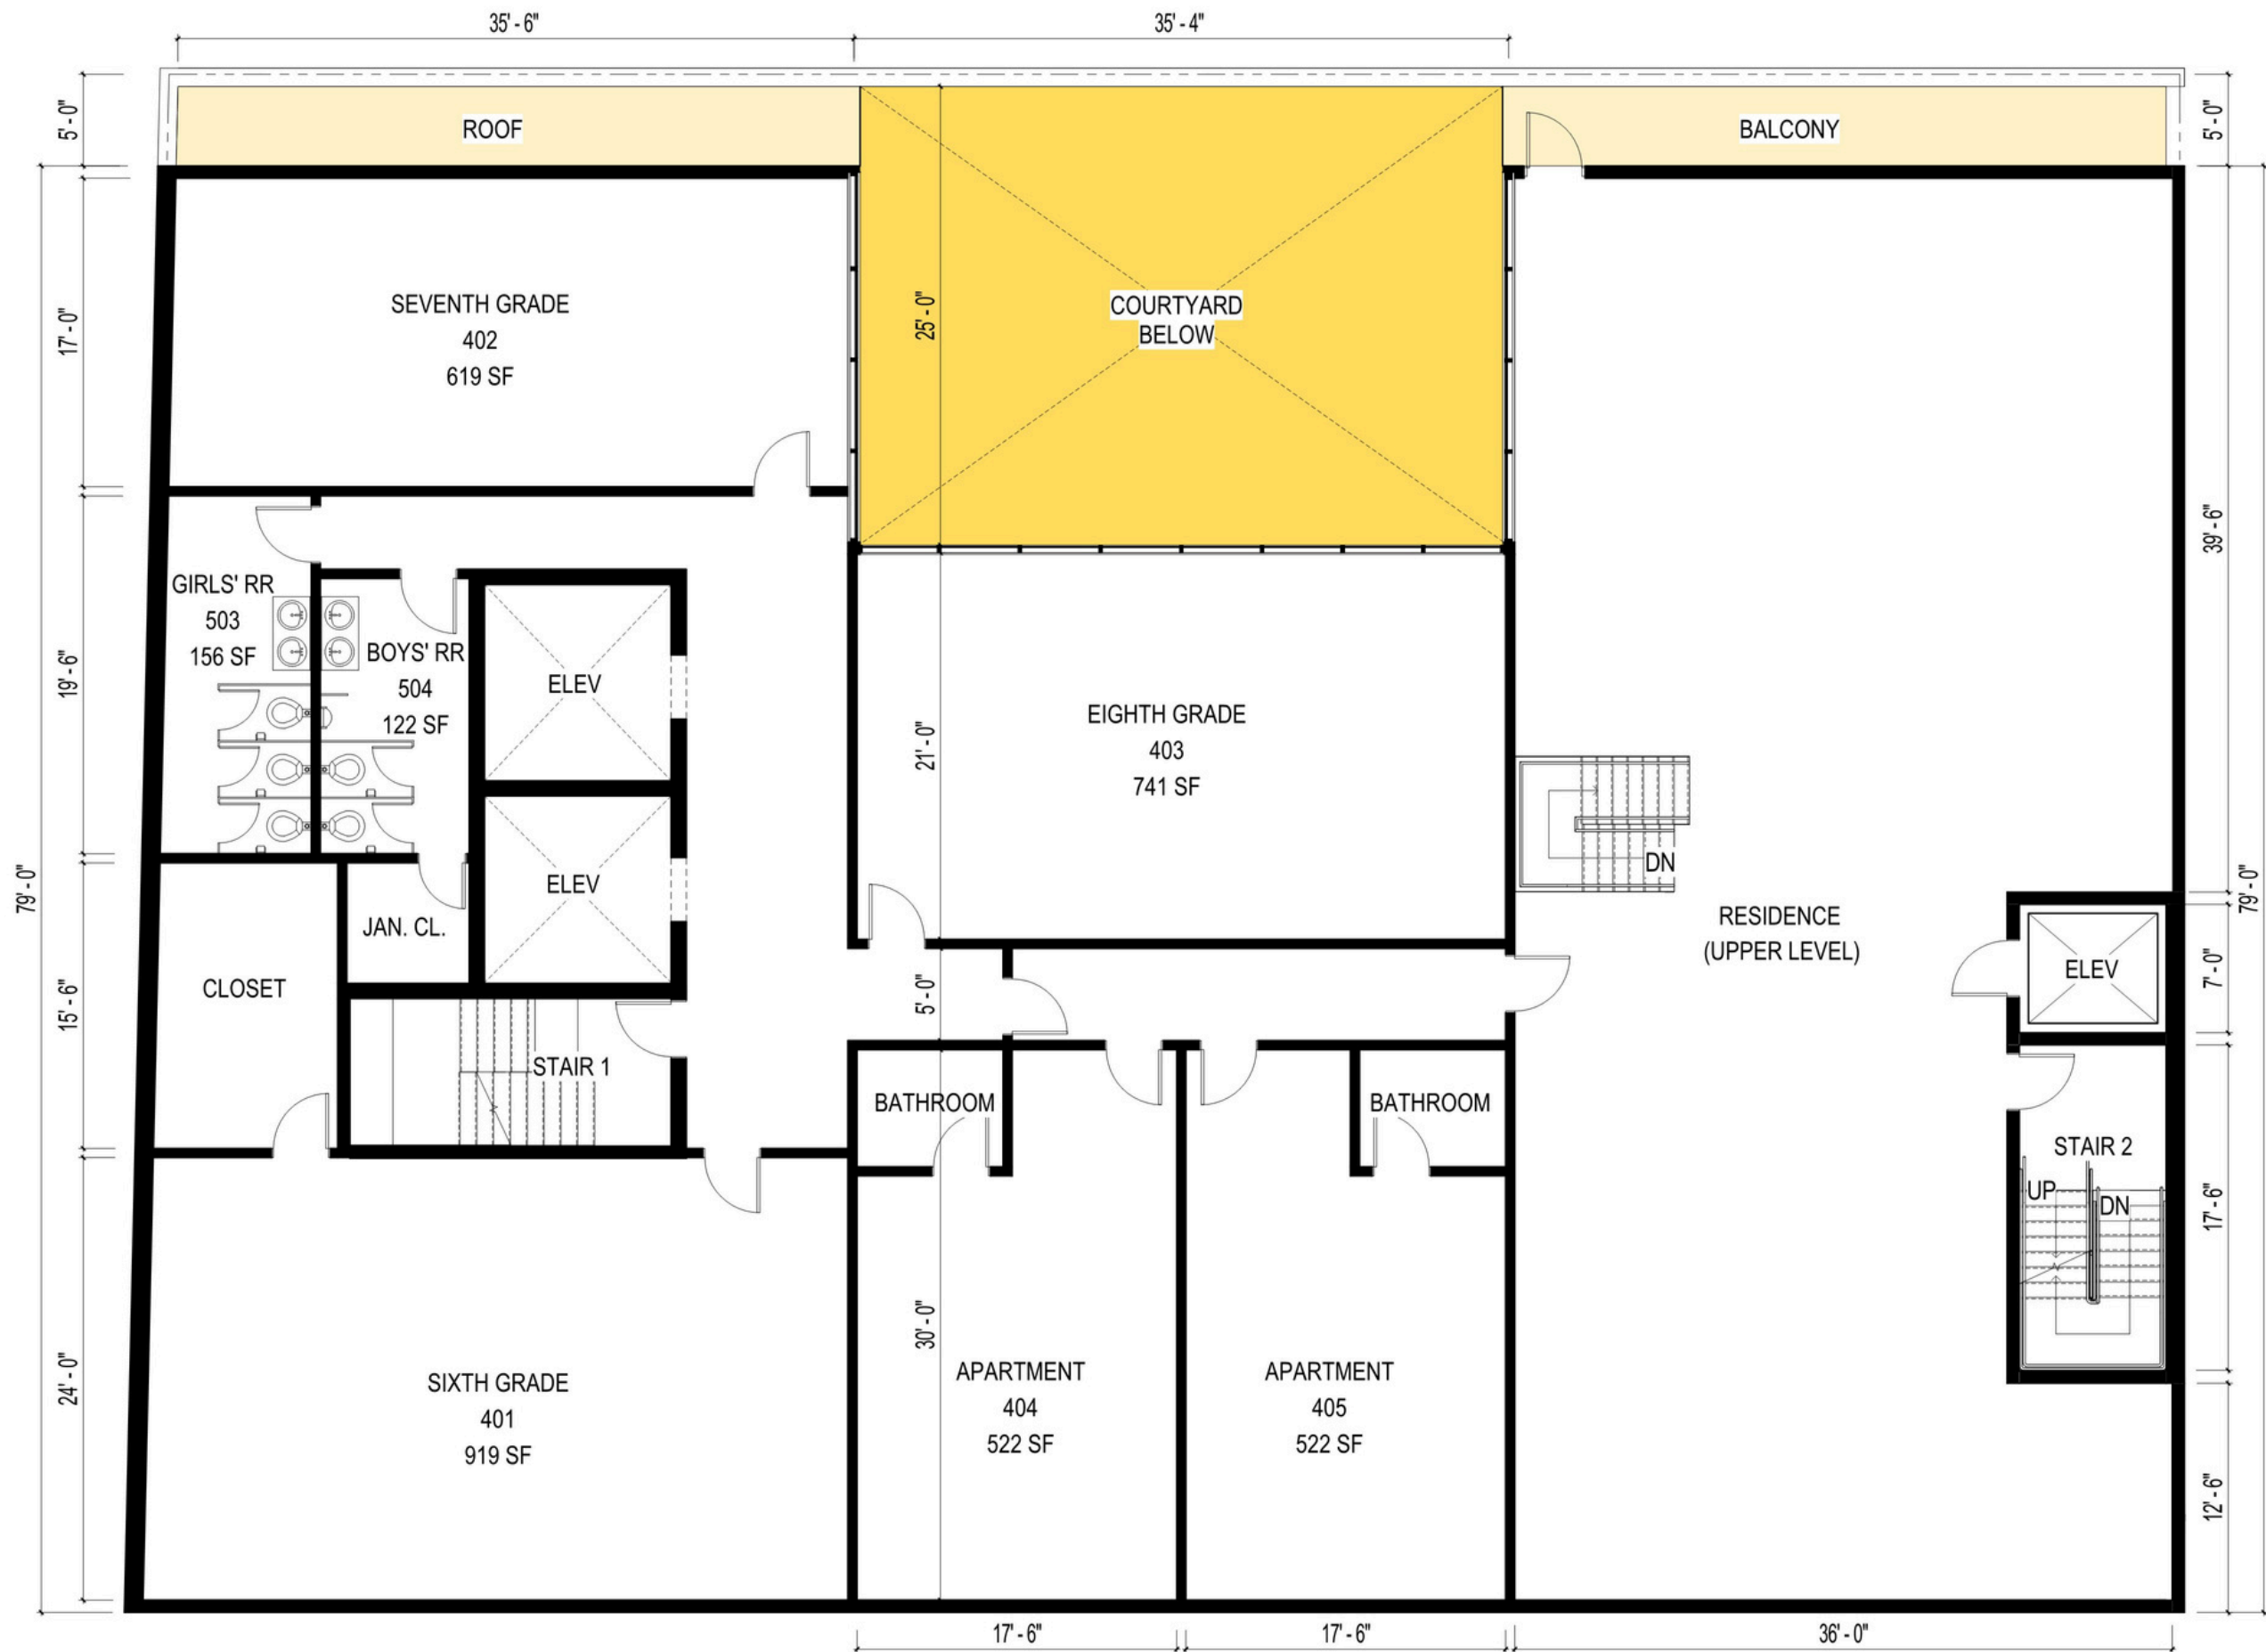 35' - 6"
35' - 4"
5' - 0"
ROOF
BALCONY
5' - 0"
SEVENTH GRADE
402
619 SF
17' - 0"
25' - 0"
COURTYARD
BELOW
39' - 6"
GIRLS' RR
503
156 SF
BOYS' RR
504
122 SF
19' - 6"
ELEV
EIGHTH GRADE
403
741 SF
21' - 0"
DN
79' - 0"
ELEV
JAN. CL.
79' - 0"
RESIDENCE
(UPPER LEVEL)
CLOSET
15' - 6"
5' - 0"
ELEV
7' - 0"
STAIR 1
BATHROOM
BATHROOM
STAIR 2
UP
DN
17' - 6"
30' - 0"
24' - 0"
SIXTH GRADE
401
919 SF
APARTMENT
404
522 SF
APARTMENT
405
522 SF
12' - 6"
17' - 6"
17' - 6"
36' - 0"